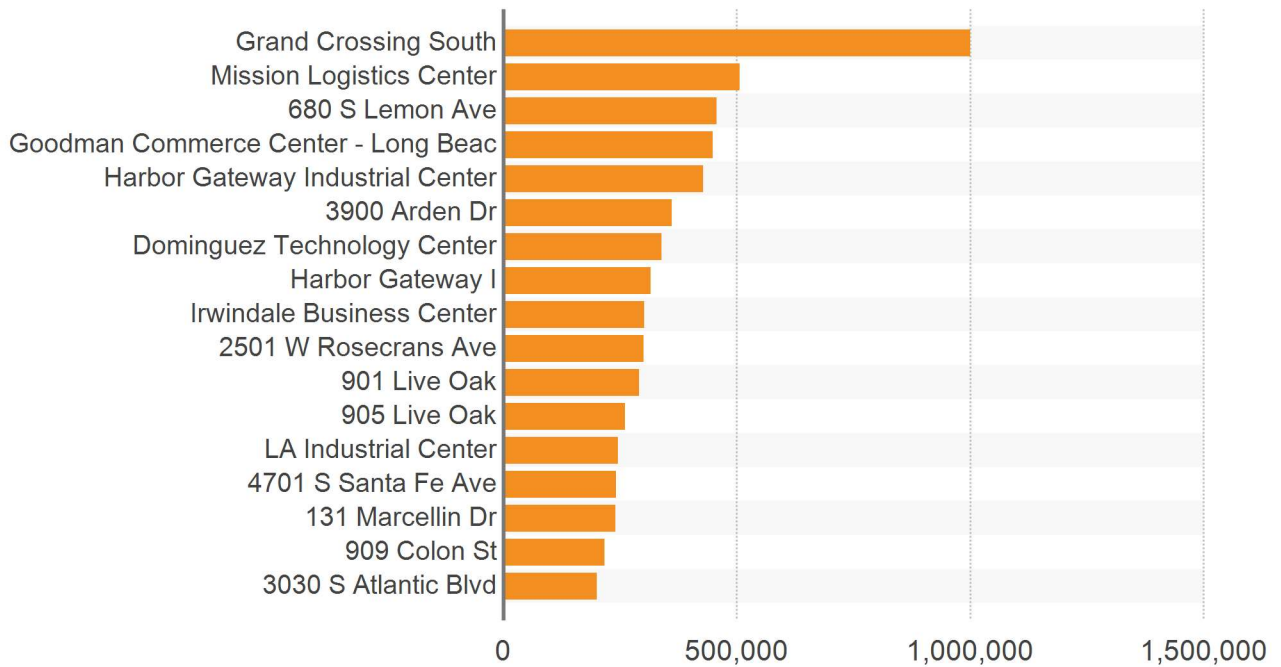 Grand Crossing South
Mission Logistics Center
680 S Lemon Ave
Goodman Commerce Center - Long Beac
Harbor Gateway Industrial Center
3900 Arden Dr
Dominguez Technology Center
Harbor Gateway I
Irwindale Business Center
2501 W Rosecrans Ave
901 Live Oak
905 Live Oak
LA Industrial Center
4701 S Santa Fe Ave
131 Marcellin Dr
909 Colon St
3030 S Atlantic Blvd
0 500,000 1,000,000 1,500,000